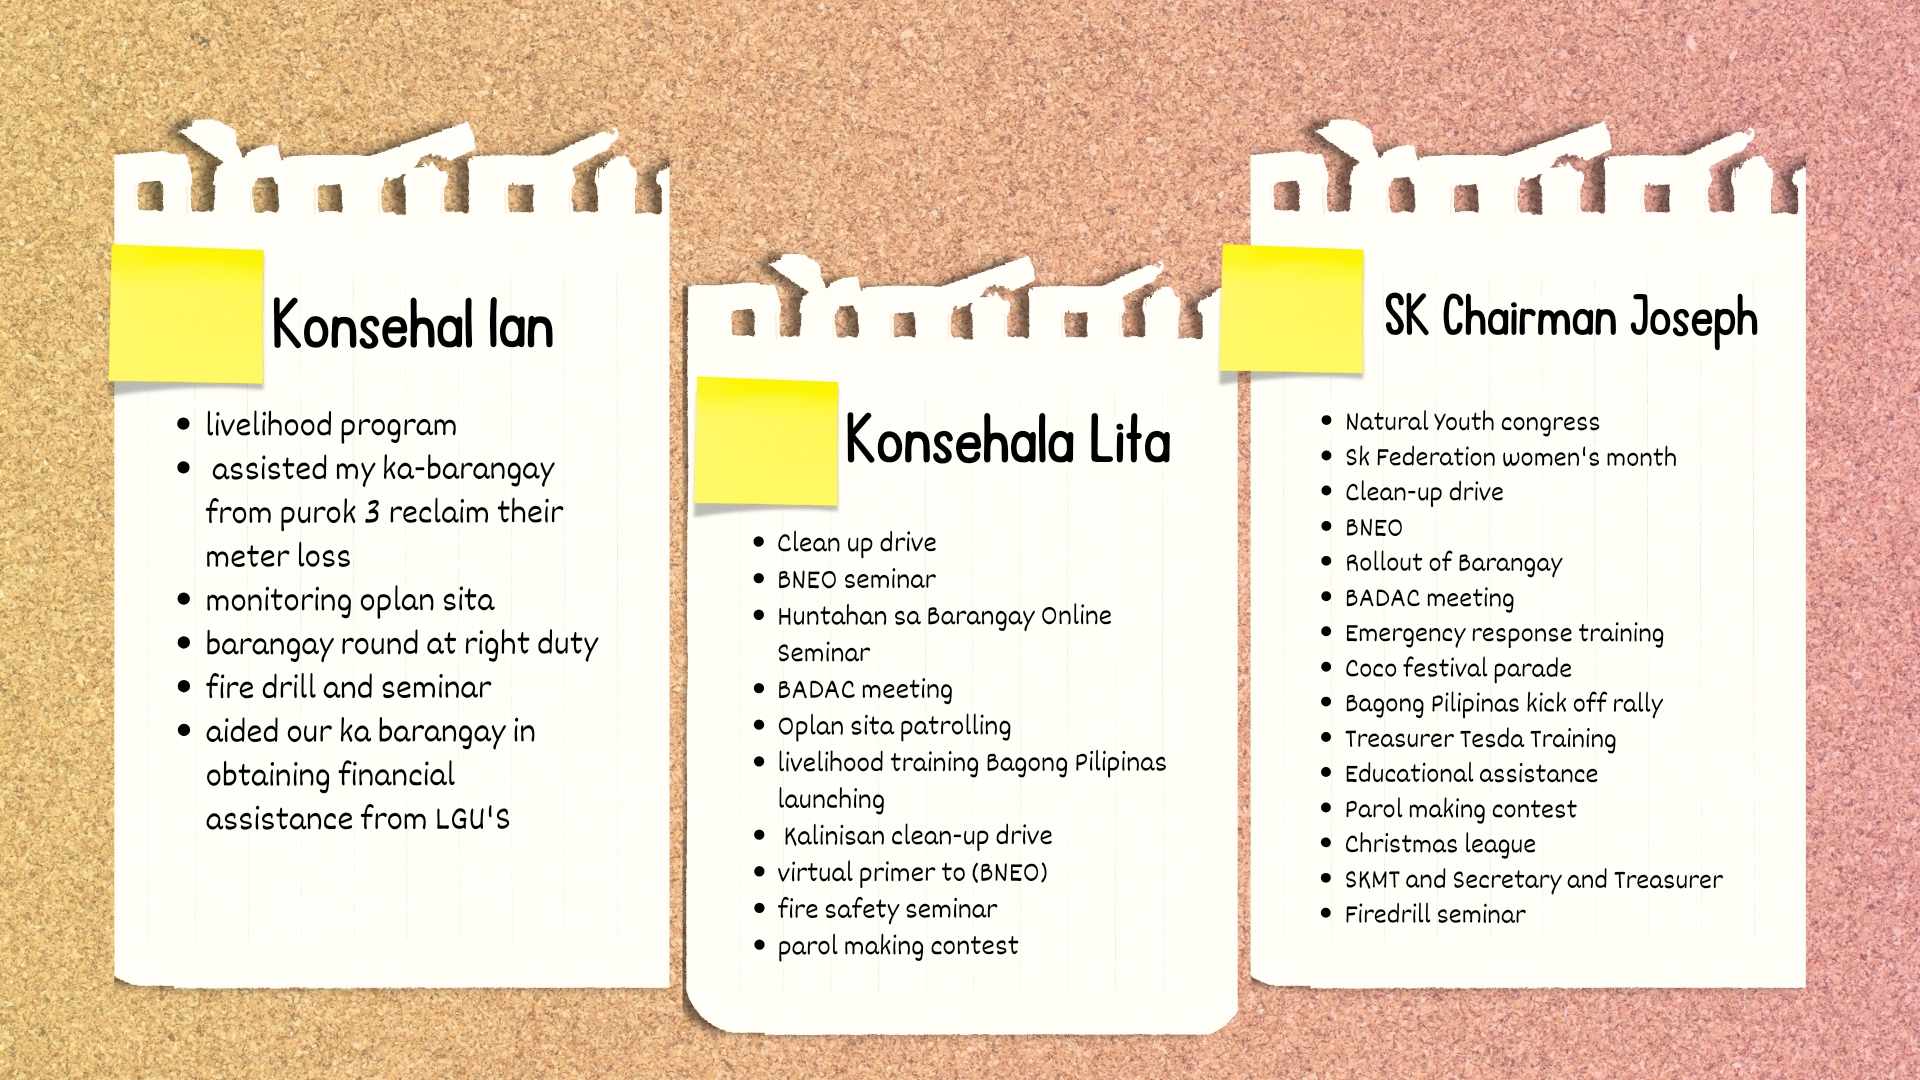 Konsehal Ian
• livelihood program
• assisted my ka-barangay
from purok 3 reclaim their
meter loss
• monitoring oplan sita
• barangay round at right duty
• fire drill and seminar
• aided our ka barangay in
obtaining financial
assistance from LGU'S
Konsehala Lita
• Clean up drive
• BNEO seminar
• Huntahan sa Barangay Online
Seminar
• BADAC meeting
• Oplan sita patrolling
• livelihood training Bagong Pilipinas
launching
• Kalinisan clean-up drive
• virtual primer to (BNEO)
• fire safety seminar
• parol making contest
SK Chairman Joseph
• Natural Youth congress
• Sk Federation women's month
• Clean-up drive
• BNEO
• Rollout of Barangay
• BADAC meeting
• Emergency response training
• Coco festival parade
• Bagong Pilipinas kick off rally
• Treasurer Tesda Training
• Educational assistance
• Parol making contest
• Christmas league
• SKMT and Secretary and Treasurer
• Firedrill seminar